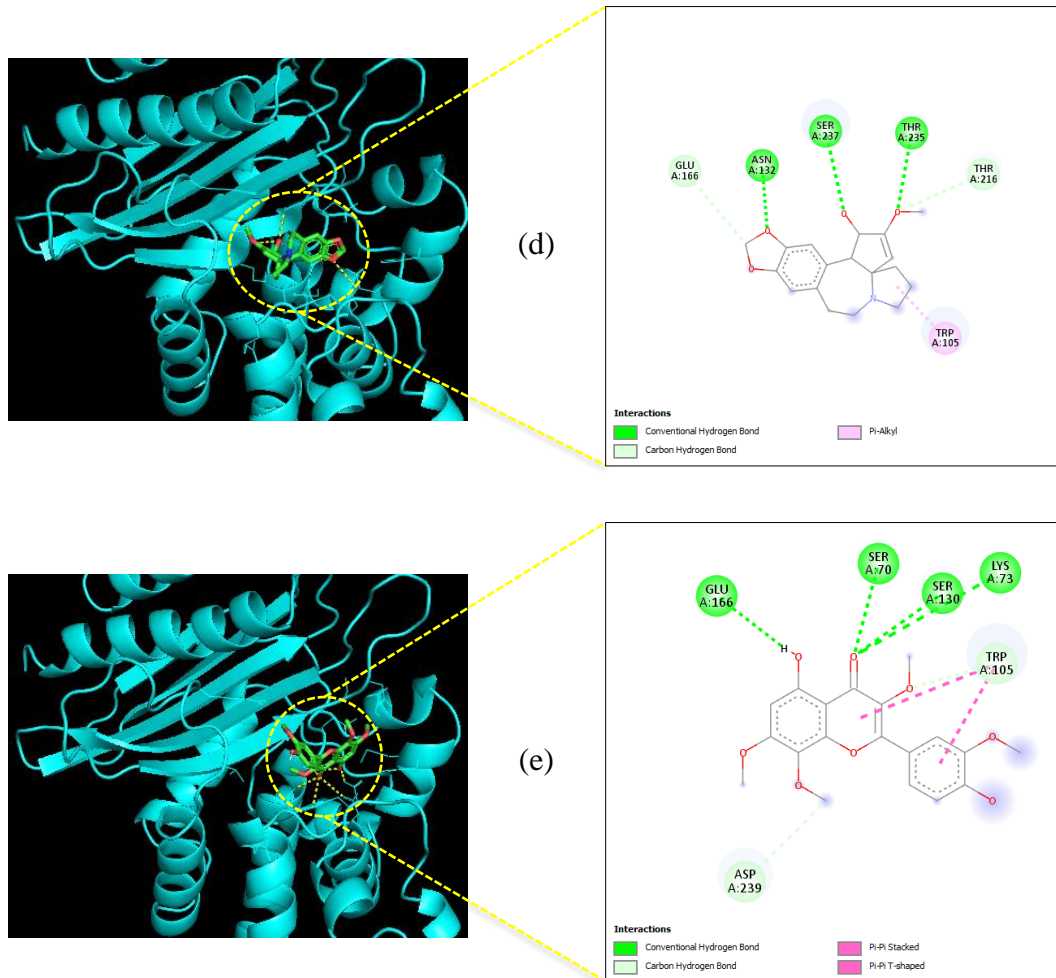 SER
A:237
THR
A:235
ASN
A:132
GLU
A:166
THR
A:216
(d)
O
O
O
O
N
TRP
A:105
Interactions
Conventional Hydrogen Bond
Pi-Alkyl
Carbon Hydrogen Bond
SER
A:70
LYS
A:73
GLU
A:166
SER
A:130
TRP
A:105
H
O
O
O
O
O
O
O
O
(e)
ASP
A:239
Interactions
Conventional Hydrogen Bond
Pi-Pi Stacked
Carbon Hydrogen Bond
Pi-Pi T-shaped